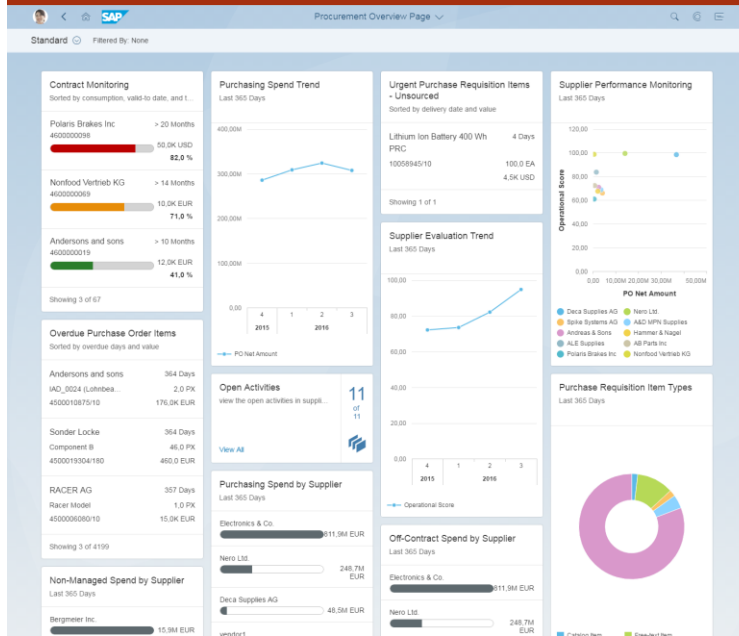 SAP
Procurement Overview Page
Standard
Filtered By: None
Contract Monitoring
Sorted by consumption, valid-to date, and t...
Polaris Brakes Inc > 20 Months
4600000098
50,0K USD
82,0 %
Nonfood Vertrieb KG > 14 Months
4600000069
10,0K EUR
71,0 %
Andersons and sons > 10 Months
4600000019
12,0K EUR
41,0 %
Showing 3 of 67
Overdue Purchase Order Items
Sorted by overdue days and value
Andersons and sons 364 Days
IAD_0024 (Lohnbea... 2,0 PX
4500010875/10 176,0K EUR
Sonder Locke 364 Days
Component B 46,0 PX
4500019304/180 460,0 EUR
RACER AG 357 Days
Racer Model 1,0 PX
4500006080/10 15,0K EUR
Showing 3 of 4199
Non-Managed Spend by Supplier
Last 365 Days
Bergmeier Inc.
15,9M EUR
Purchasing Spend Trend
Last 365 Days
400,00M
300,00M
200,00M
100,00M
0,00
4 1 2 3
2015 2016
PO Net Amount
Open Activities
view the open activities in suppli...
11
of
11
View All
Purchasing Spend by Supplier
Last 365 Days
Electronics & Co.
811,9M EUR
Nero Ltd.
248,7M
EUR
Deca Supplies AG
48,5M EUR
vendor1
Urgent Purchase Requisition Items
- Unsourced
Sorted by delivery date and value
Lithium Ion Battery 400 Wh 4 Days
PRC
10058945/10 100,0 EA
4,5K USD
Showing 1 of 1
Supplier Evaluation Trend
Last 365 Days
100,00
80,00
60,00
40,00
20,00
0,00
4 1 2 3
2015 2016
Operational Score
Off-Contract Spend by Supplier
Last 365 Days
Electronics & Co.
811,9M EUR
Nero Ltd.
248,7M
EUR
Supplier Performance Monitoring
Last 365 Days
Operational Score
120,00
100,00
80,00
60,00
40,00
20,00
0,00
0,00 10,00M 20,00M 30,00M 50,00M
PO Net Amount
Deca Supplies AG Nero Ltd.
Spike Systems AG A&D MPN Supplies
Andreas & Sons Hammer & Nagel
ALE Supplies AB Parts Inc
Polaris Brakes Inc Nonfood Vertrieb KG
Purchase Requisition Item Types
Last 365 Days
Catalog Item Free-text Item